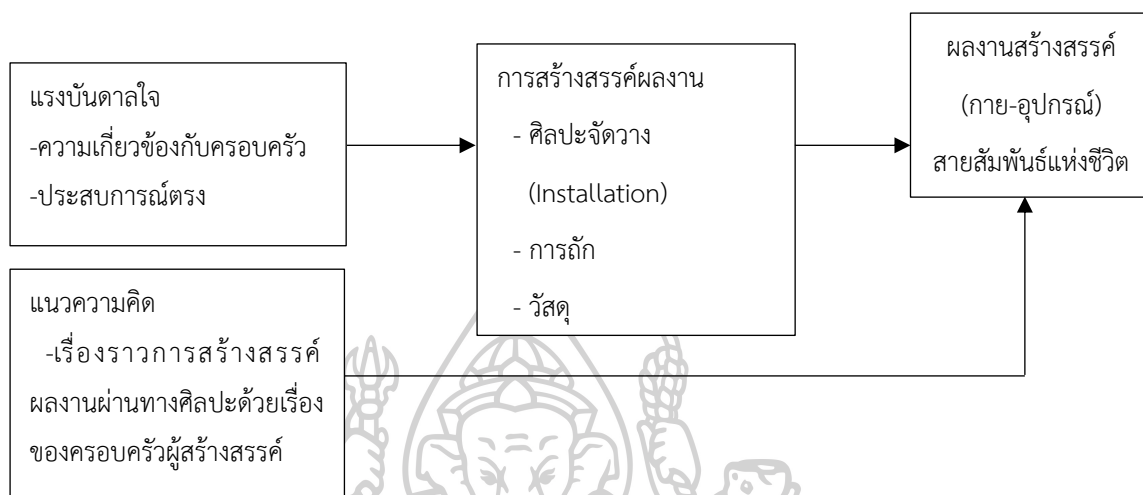 แรงบันดาลใจ
-ความเกี่ยวข้องกับครอบครัว
-ประสบการณ์ตรง
แนวความคิด
-เรื่องราวการสร้างสรรค์
ผลงานผ่านทางศิลปะด้วยเรื่อง
ของครอบครัวผู้สร้างสรรค์
การสร้างสรรค์ผลงาน
- ศิลปะจัดวาง
(Installation)
- การถัก
- วัสดุ
ผลงานสร้างสรรค์
(กาย-อุปกรณ์)
สายสัมพันธ์แห่งชีวิต